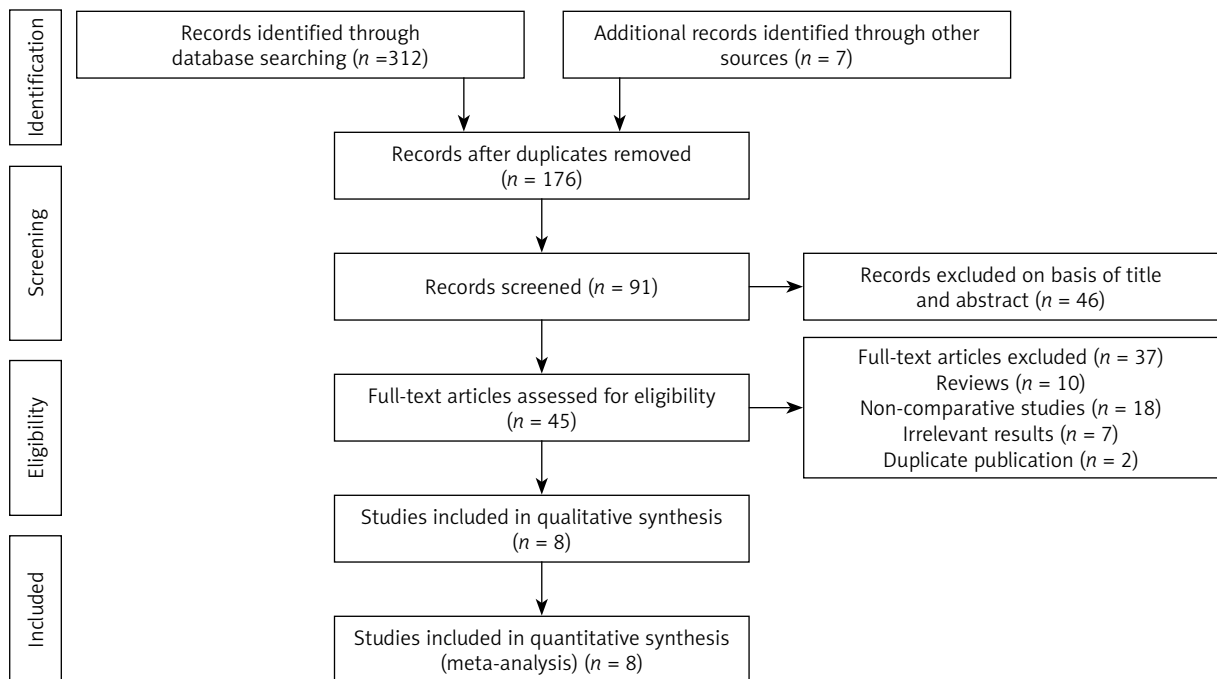 Identification
Records identified through
database searching (n =312)
Additional records identified through other
sources (n = 7)
Records after duplicates removed
(n = 176)
Screening
Records screened (n = 91)
Records excluded on basis of title
and abstract (n = 46)
Eligibility
Full-text articles assessed for eligibility
(n = 45)
Full-text articles excluded (n = 37)
Reviews (n = 10)
Non-comparative studies (n = 18)
Irrelevant results (n = 7)
Duplicate publication (n = 2)
Studies included in qualitative synthesis
(n = 8)
Included
Studies included in quantitative synthesis
(meta-analysis) (n = 8)